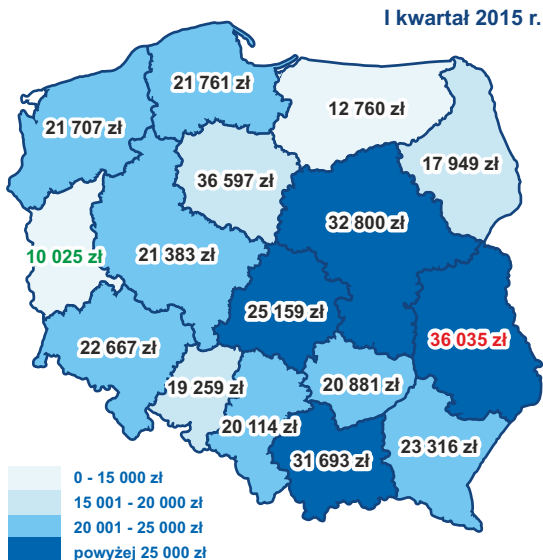 I kwartał 2015 r.
21 761 zł
12 760 zł
21 707 zł
17 949 zł
36 597 zł
32 800 zł
10 025 zł
21 383 zł
25 159 zł
36 035 zł
22 667 zł
19 259 zł
20 881 zł
20 114 zł
23 316 zł
31 693 zł
0 - 15 000 zł
15 001 - 20 000 zł
20 001 - 25 000 zł
powyżej 25 000 zł